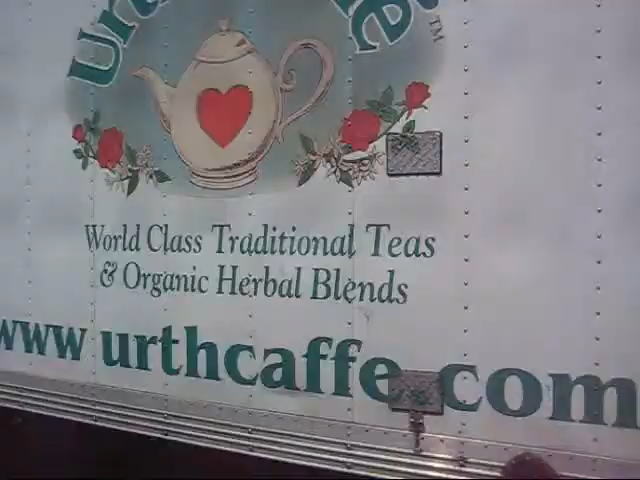 World Class Traditional Teas
& Organic Herbal Blends
www urthcaffe.com